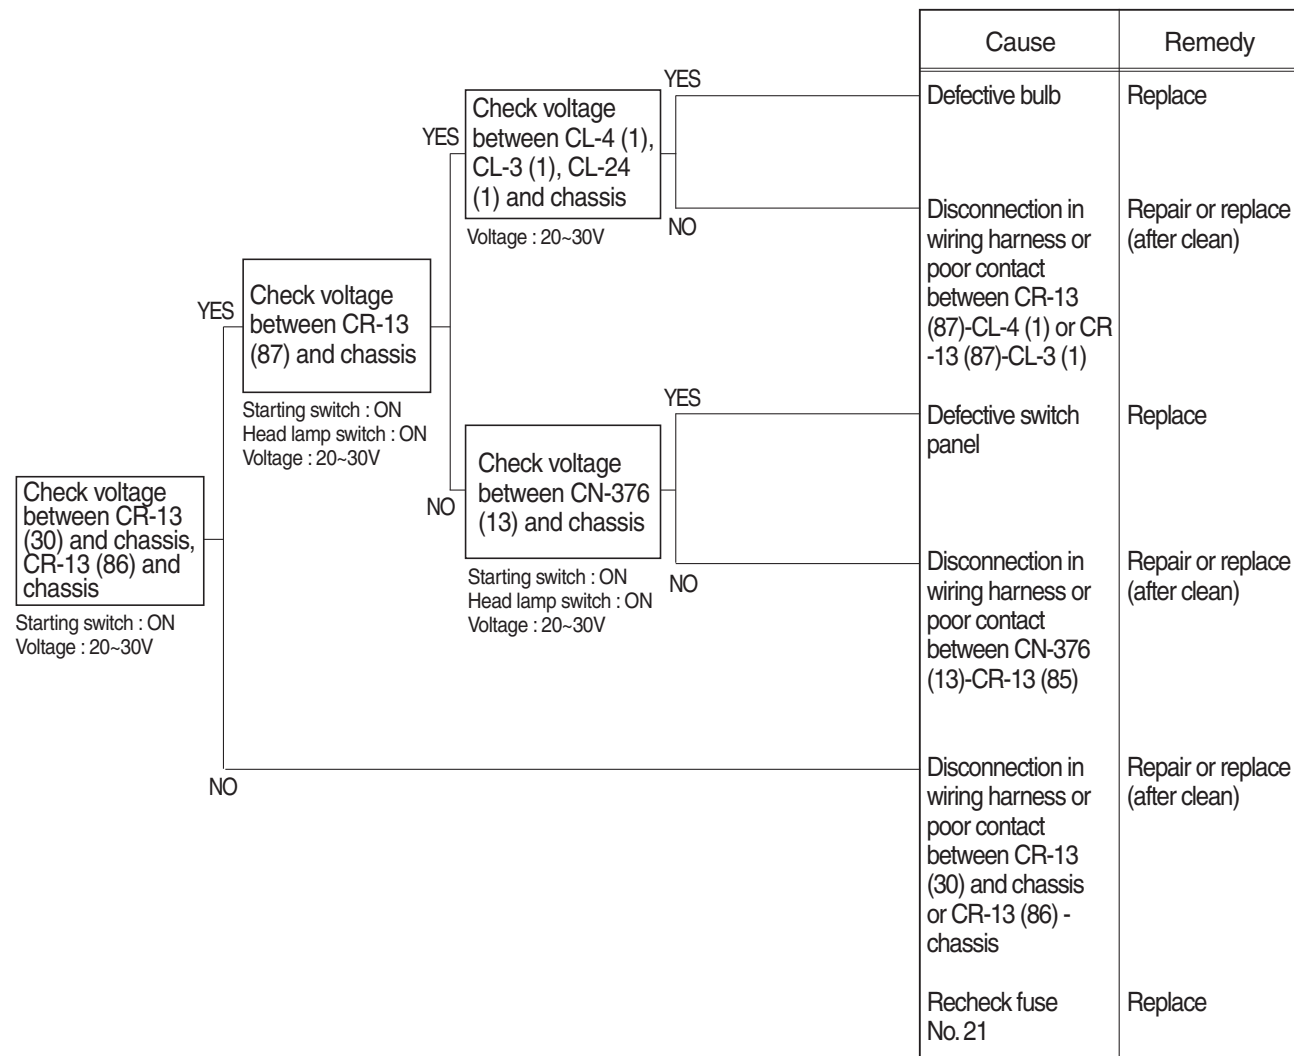 Cause
Remedy
YES
Defective bulb
Replace
Check voltage
between CL-4 (1),
CL-3 (1), CL-24
(1) and chassis
YES
Voltage : 20~30V
NO
Disconnection in
wiring harness or
poor contact
between CR-13
(87)-CL-4 (1) or CR
-13 (87)-CL-3 (1)
Repair or replace
(after clean)
YES
Check voltage
between CR-13
(87) and chassis
Starting switch : ON
Head lamp switch : ON
Voltage : 20~30V
YES
Defective switch
panel
Replace
NO
Check voltage
between CN-376
(13) and chassis
Starting switch : ON
Head lamp switch : ON
Voltage : 20~30V
NO
Disconnection in
wiring harness or
poor contact
between CN-376
(13)-CR-13 (85)
Repair or replace
(after clean)
Check voltage
between CR-13
(30) and chassis,
CR-13 (86) and
chassis
Starting switch : ON
Voltage : 20~30V
NO
Disconnection in
wiring harness or
poor contact
between CR-13
(30) and chassis
or CR-13 (86) -
chassis
Repair or replace
(after clean)
Recheck fuse
No. 21
Replace